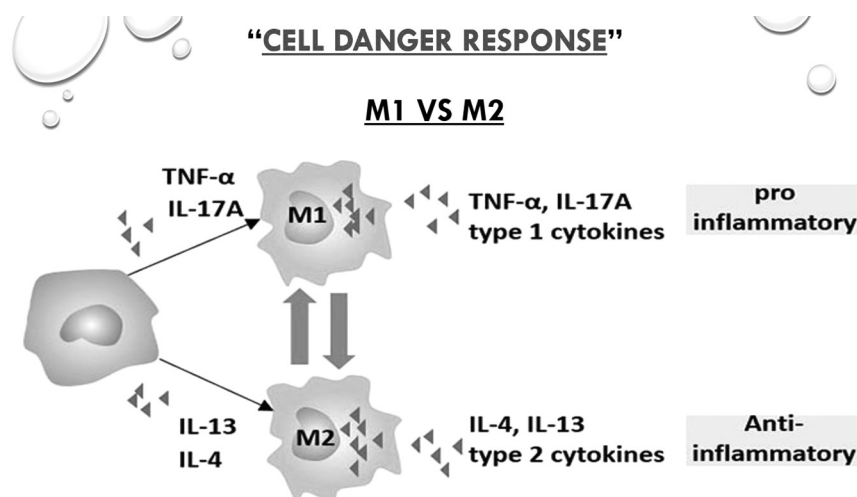 “CELL DANGER RESPONSE”
M1 VS M2
TNF-α
IL-17A
M1
TNF-α, IL-17A
type 1 cytokines
pro
inflammatory
IL-13
IL-4
M2
IL-4, IL-13
type 2 cytokines
Anti-
inflammatory